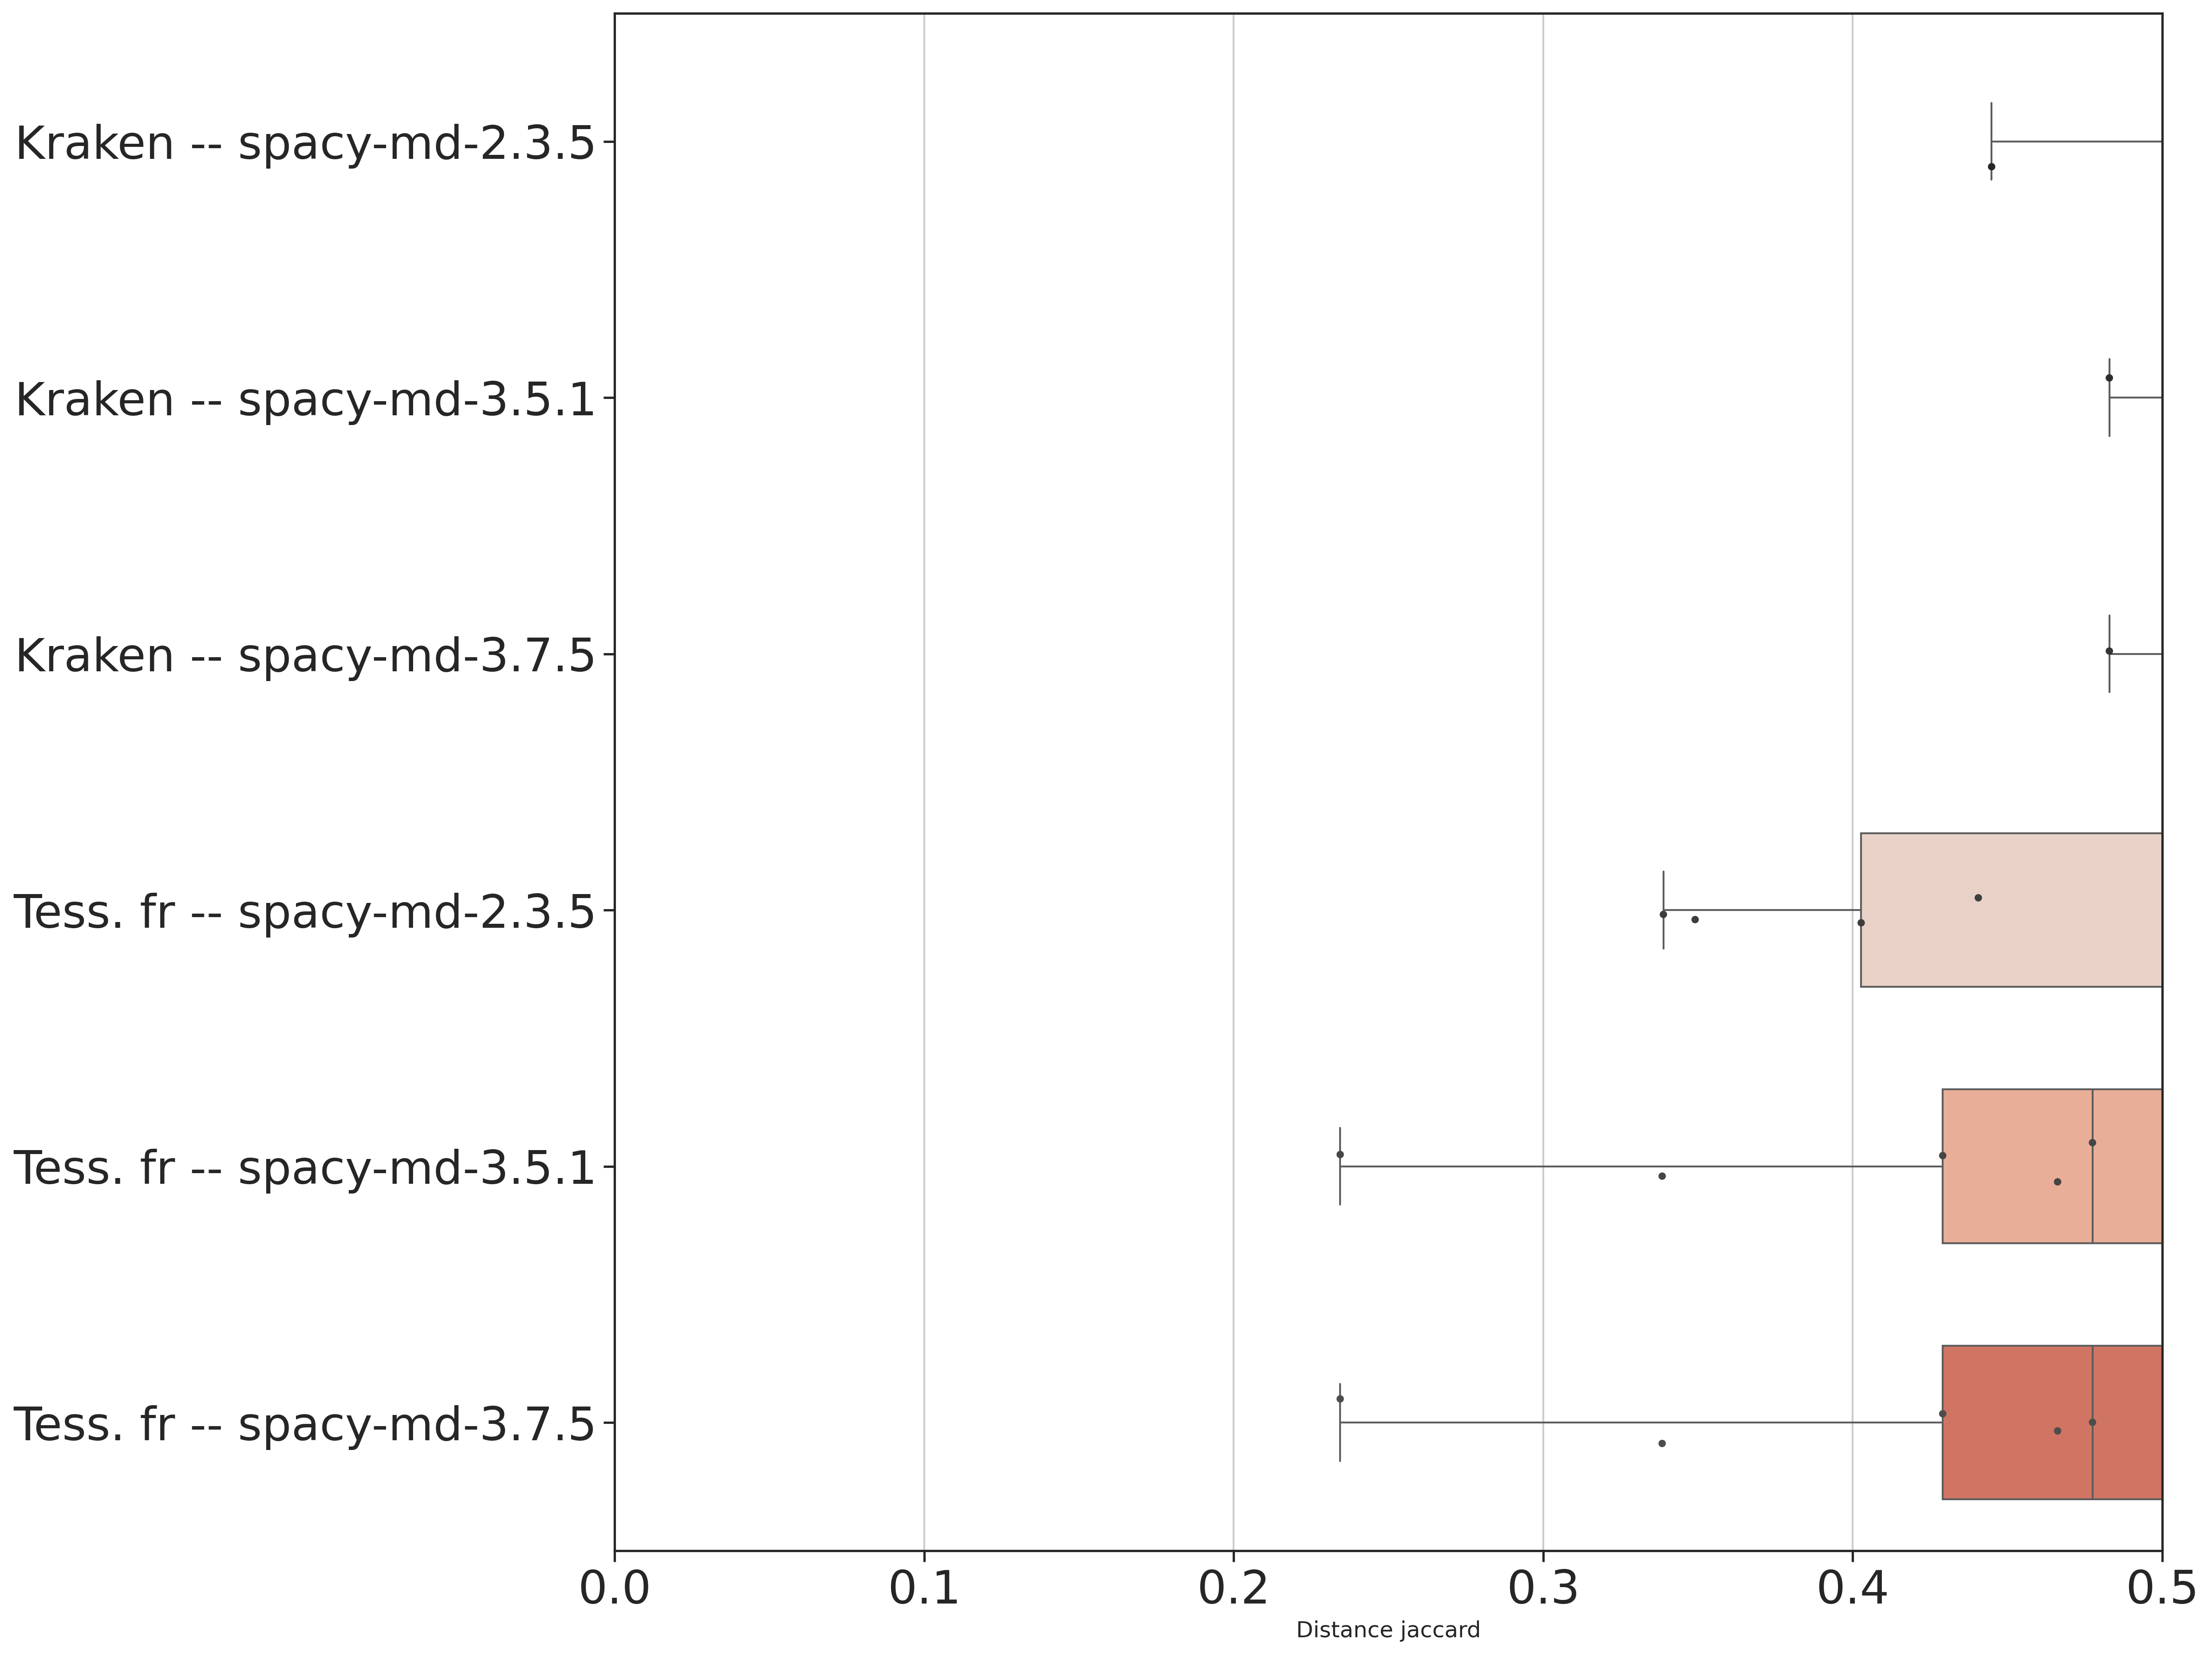 Kraken -- spacy-md-2.3.5
Kraken -- spacy-md-3.5.1
Kraken -- spacy-md-3.7.5
Tess. fr -- spacy-md-2.3.5
Tess. fr -- spacy-md-3.5.1
Tess. fr -- spacy-md-3.7.5
0.0 0.1 0.2 0.3 0.4 0.5
Distance jaccard